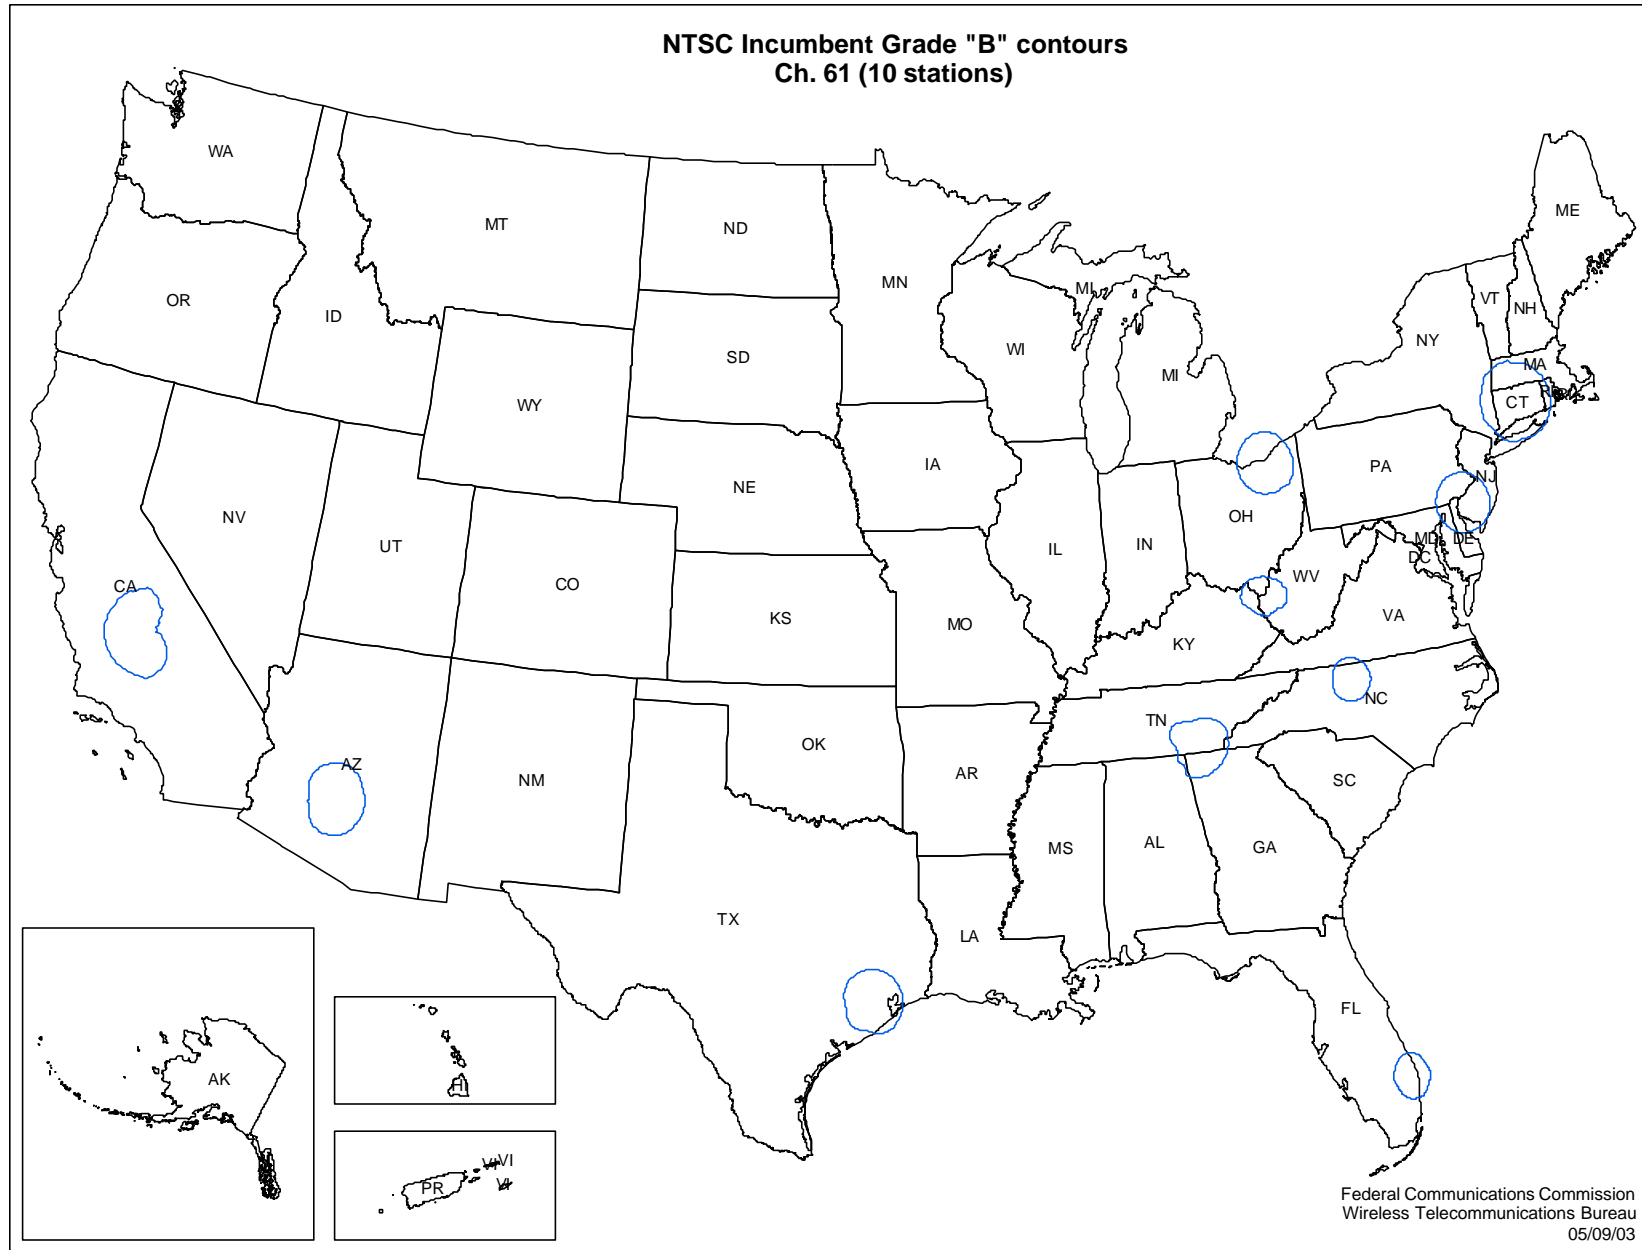 NTSC Incumbent Grade "B" contours
Ch. 61 (10 stations)
WA
MT
ND
MN
ME
OR
ID
SD
WI
MI
MI
NY
VT
NH
MA
CT
WY
NE
IA
PA
NJ
NV
UT
CO
KS
MO
IL
IN
OH
WV
MD
DC
DE
VA
CA
KY
TN
NC
AZ
NM
OK
AR
SC
MS
AL
GA
TX
LA
FL
AK
HI
PR
VI
VI
VI
Federal Communications Commission
Wireless Telecommunications Bureau
05/09/03